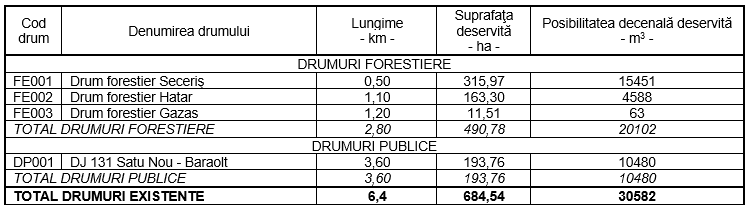 Cod drum Denumirea drumului Lungime - km - Suprafaţa deservită - ha - Posibilitatea decenală deservită - m³ -
DRUMURI FORESTIERE
FE001 Drum forestier Seceriş 0,50 315,97 15451
FE002 Drum forestier Hatar 1,10 163,30 4588
FE003 Drum forestier Gazas 1,20 11,51 63
TOTAL DRUMURI FORESTIERE 2,80 490,78 20102
DRUMURI PUBLICE
DP001 DJ 131 Satu Nou - Baraolt 3,60 193,76 10480
TOTAL DRUMURI PUBLICE 3,60 193,76 10480
TOTAL DRUMURI EXISTENTE 6,4 684,54 30582